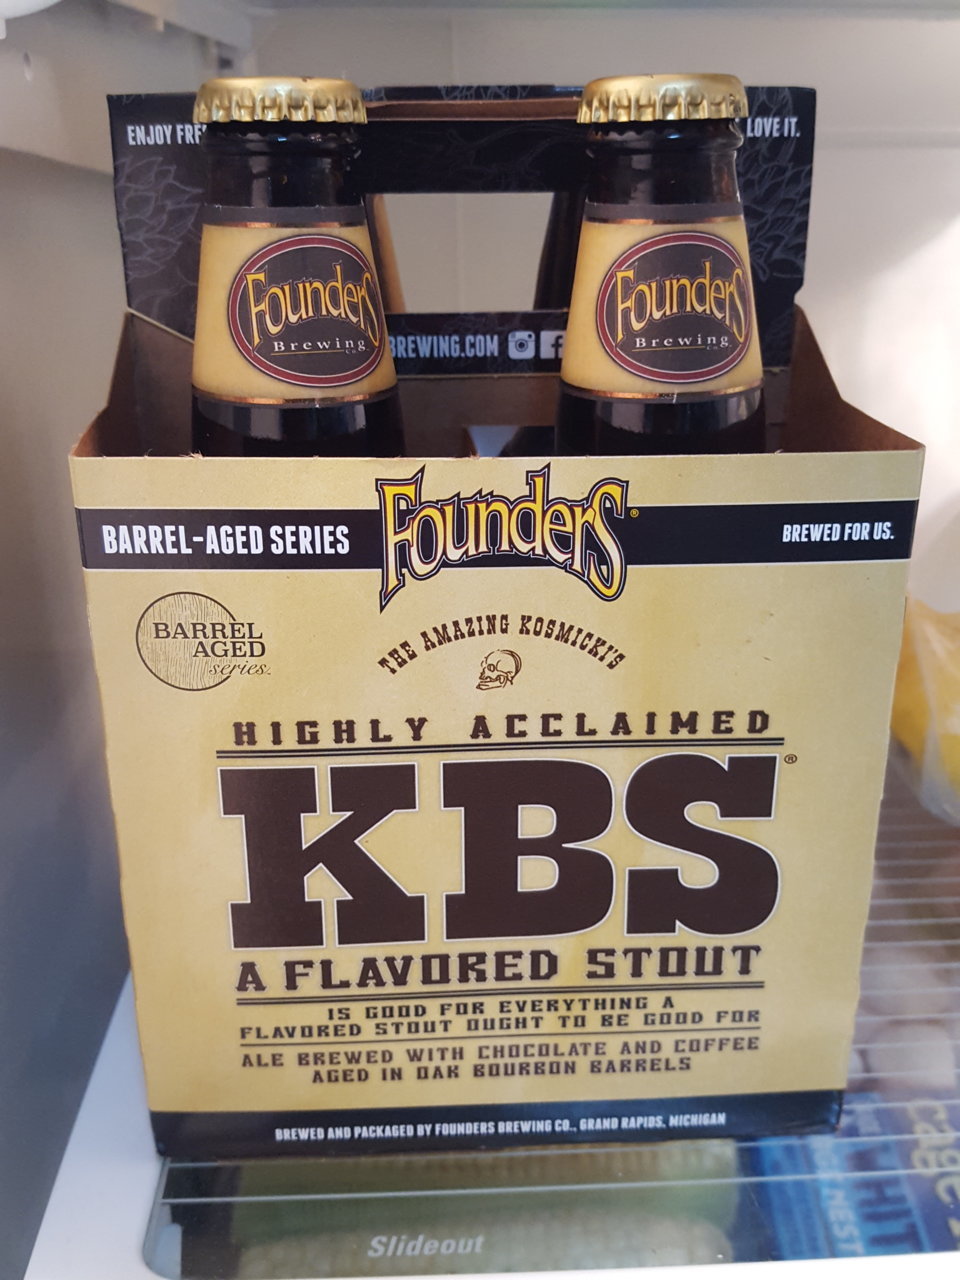 ENJOY
LOVE IT.
Founders
Brewing
Co.
Founders
Brewing
Co.
BREWING.COM
BARREL-AGED SERIES
Founders®
BREWED FOR US.
BARREL
AGED
series.
THE AMAZING KOSMICKI'S
HIGHLY ACCLAIMED
KBS®
A FLAVORED STOUT
IS GOOD FOR EVERYTHING A
FLAVORED STOUT OUGHT TO BE GOOD FOR
ALE BREWED WITH CHOCOLATE AND COFFEE
AGED IN OAK BOURBON BARRELS
BREWED AND PACKAGED BY FOUNDERS BREWING CO., GRAND RAPIDS, MICHIGAN
Slideout